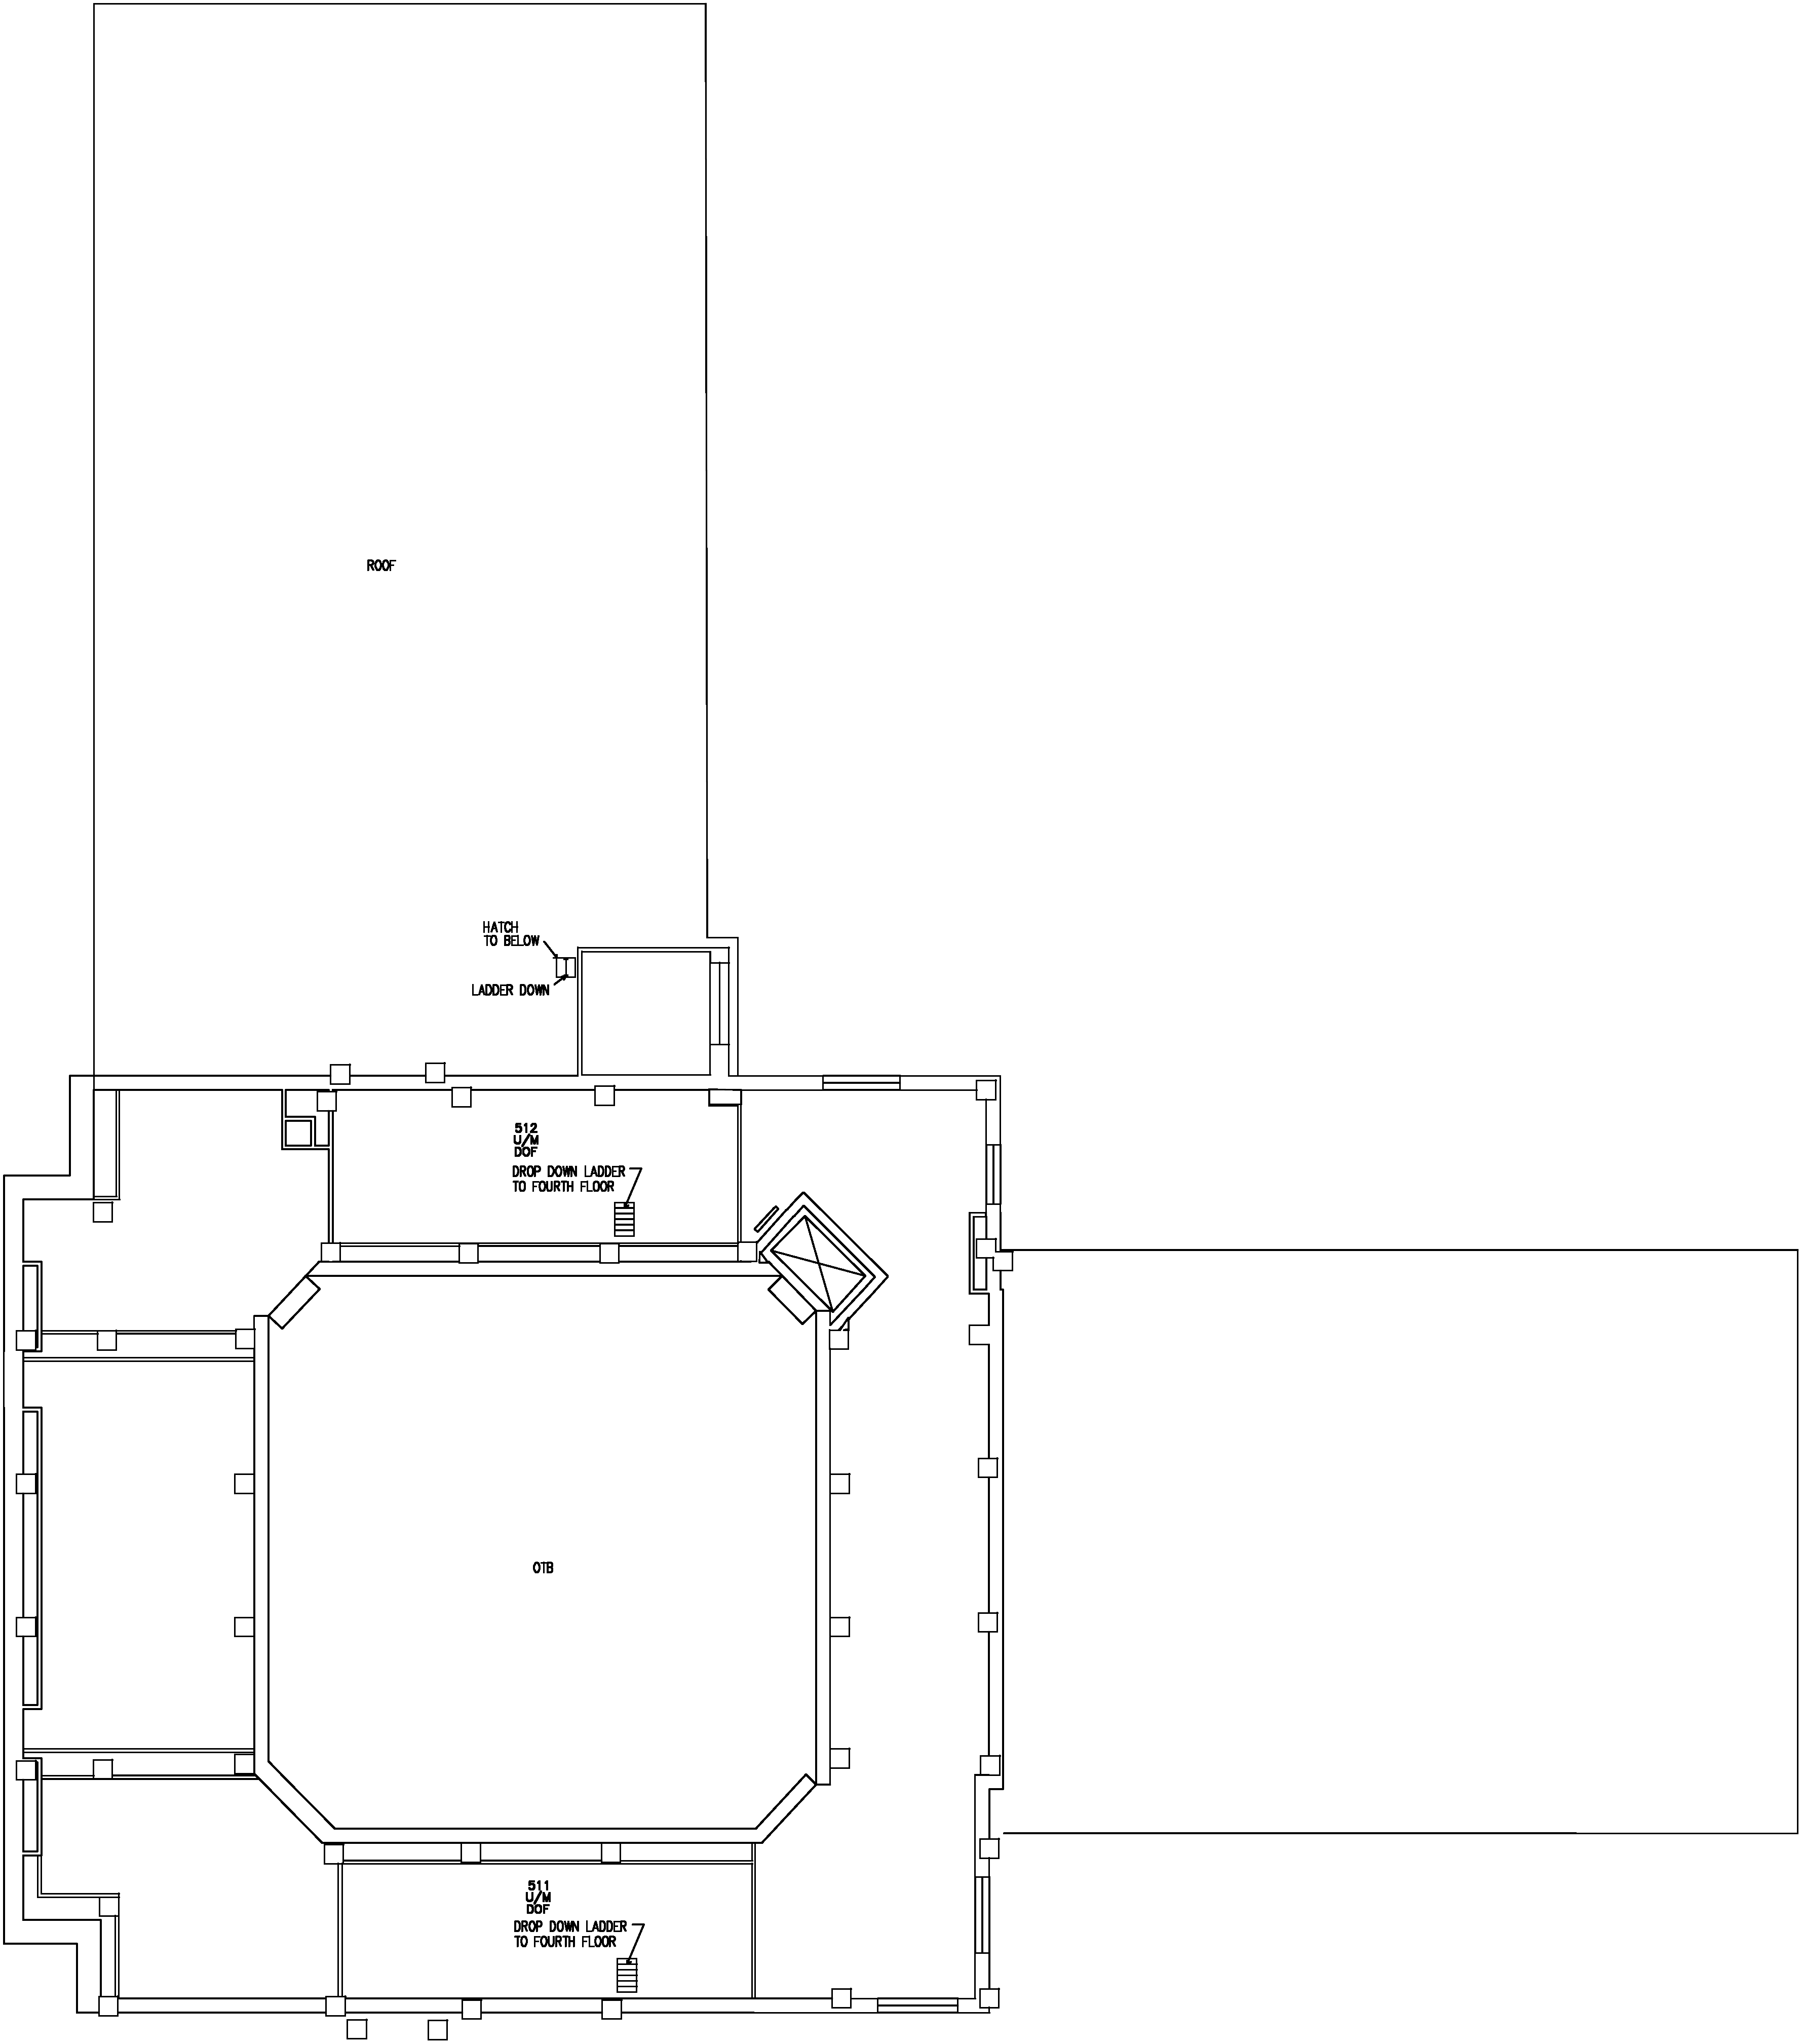 ROOF
HATCH
TO BELOW
LADDER DOWN
512
U/M
DOF
DROP DOWN LADDER
TO FOURTH FLOOR
OTB
511
U/M
DOF
DROP DOWN LADDER
TO FOURTH FLOOR